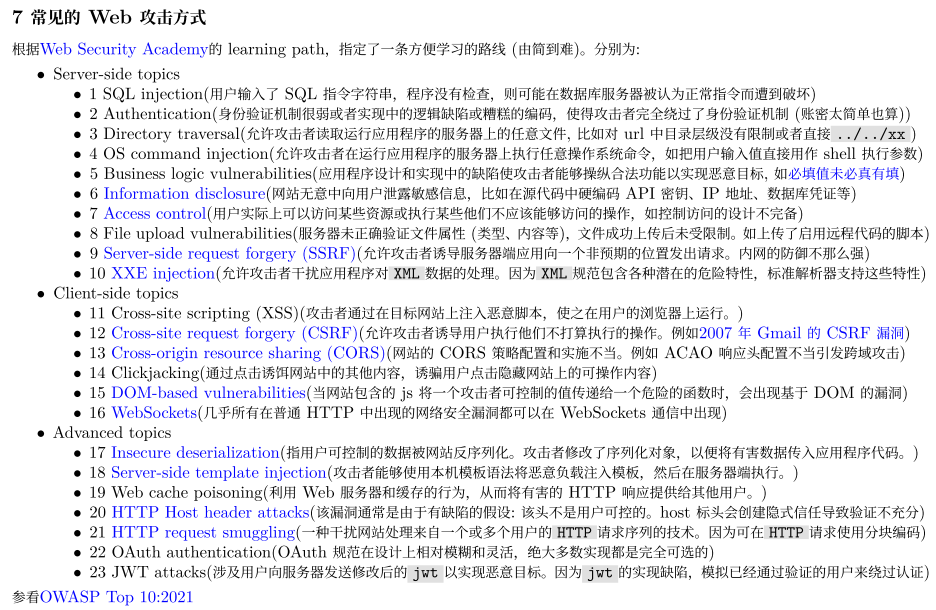 7 常见的 Web 攻击方式
根据Web Security Academy的 learning path，指定了一条方便学习的路线 (由简到难)。分别为:
• Server-side topics
• 1 SQL injection(用户输入了 SQL 指令字符串，程序没有检查，则可能在数据库服务器被认为正常指令而遭到破坏)
• 2 Authentication(身份验证机制很弱或者实现中的逻辑缺陷或糟糕的编码，使得攻击者完全绕过了身份验证机制 (账密太简单也算))
• 3 Directory traversal(允许攻击者读取运行应用程序的服务器上的任意文件, 比如对 url 中目录层级没有限制或者直接 ../../xx )
• 4 OS command injection(允许攻击者在运行应用程序的服务器上执行任意操作系统命令，如把用户输入值直接用作 shell 执行参数)
• 5 Business logic vulnerabilities(应用程序设计和实现中的缺陷使攻击者能够操纵合法功能以实现恶意目标, 如必填值未必真有填)
• 6 Information disclosure(网站无意中向用户泄露敏感信息，比如在源代码中硬编码 API 密钥、IP 地址、数据库凭证等)
• 7 Access control(用户实际上可以访问某些资源或执行某些他们不应该能够访问的操作，如控制访问的设计不完备)
• 8 File upload vulnerabilities(服务器未正确验证文件属性 (类型、内容等)，文件成功上传后未受限制。如上传了启用远程代码的脚本)
• 9 Server-side request forgery (SSRF)(允许攻击者诱导服务器端应用向一个非预期的位置发出请求。内网的防御不那么强)
• 10 XXE injection(允许攻击者干扰应用程序对 XML 数据的处理。因为 XML 规范包含各种潜在的危险特性，标准解析器支持这些特性)
• Client-side topics
• 11 Cross-site scripting (XSS)(攻击者通过在目标网站上注入恶意脚本，使之在用户的浏览器上运行。)
• 12 Cross-site request forgery (CSRF)(允许攻击者诱导用户执行他们不打算执行的操作。例如2007 年 Gmail 的 CSRF 漏洞)
• 13 Cross-origin resource sharing (CORS)(网站的 CORS 策略配置和实施不当。例如 ACAO 响应头配置不当引发跨域攻击)
• 14 Clickjacking(通过点击诱饵网站中的其他内容，诱骗用户点击隐藏网站上的可操作内容)
• 15 DOM-based vulnerabilities(当网站包含的 js 将一个攻击者可控制的值传递给一个危险的函数时，会出现基于 DOM 的漏洞)
• 16 WebSockets(几乎所有在普通 HTTP 中出现的网络安全漏洞都可以在 WebSockets 通信中出现)
• Advanced topics
• 17 Insecure deserialization(指用户可控制的数据被网站反序列化。攻击者修改了序列化对象，以便将有害数据传入应用程序代码。)
• 18 Server-side template injection(攻击者能够使用本机模板语法将恶意负载注入模板，然后在服务器端执行。)
• 19 Web cache poisoning(利用 Web 服务器和缓存的行为，从而将有害的 HTTP 响应提供给其他用户。)
• 20 HTTP Host header attacks(该漏洞通常是由于有缺陷的假设: 该头不是用户可控的。host 标头会创建隐式信任导致验证不充分)
• 21 HTTP request smuggling(一种干扰网站处理来自一个或多个用户的 HTTP 请求序列的技术。因为可在 HTTP 请求使用分块编码)
• 22 OAuth authentication(OAuth 规范在设计上相对模糊和灵活，绝大多数实现都是完全可选的)
• 23 JWT attacks(涉及用户向服务器发送修改后的 jwt 以实现恶意目标。因为 jwt 的实现缺陷，模拟已经通过验证的用户来绕过认证)
参看OWASP Top 10:2021